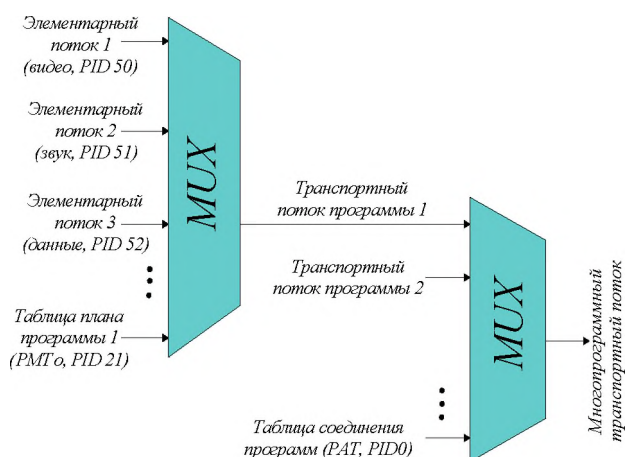 Элементарный
поток 1
(видео, PID 50)
Элементарный
поток 2
(звук, PID 51)
Элементарный
поток 3
(данные, PID 52)
Таблица плана
программы 1
(PMTo, PID 21)
MUX
Транспортный
поток программы 1
Транспортный
поток программы 2
Таблица соединения
программ (PAT, PID0)
MUX
Многопрограммный
транспортный поток